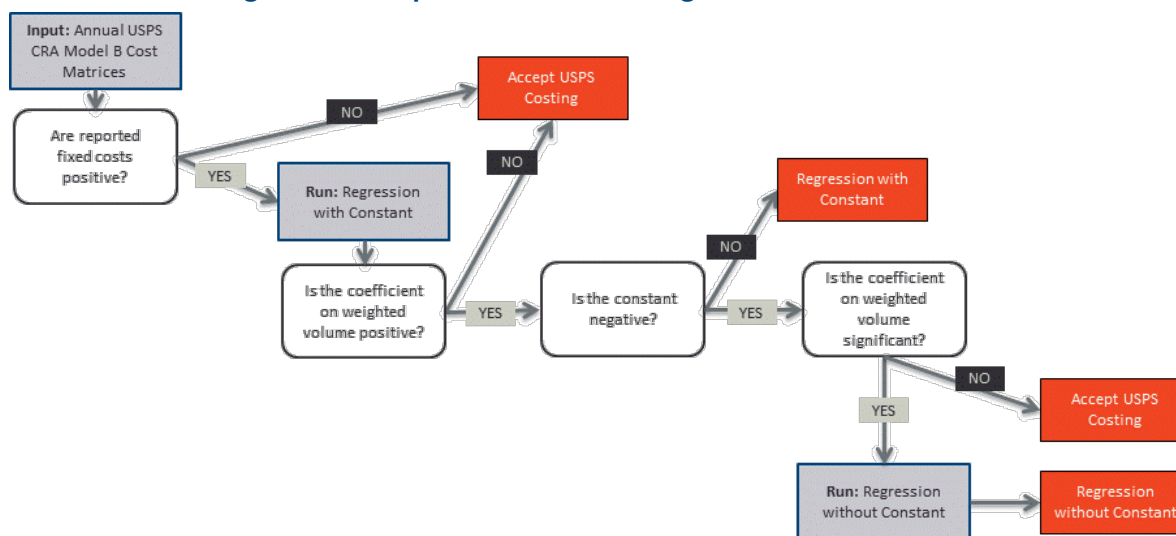 Input: Annual USPS
CRA Model B Cost
Matrices
Are reported
fixed costs
positive?
NO
YES
Accept USPS
Costing
Run: Regression
with Constant
NO
Is the coefficient
on weighted
volume positive?
YES
Is the constant
negative?
NO
Regression with
Constant
YES
Is the coefficient
on weighted
volume
significant?
NO
Accept USPS
Costing
YES
Run: Regression
without Constant
Regression
without Constant